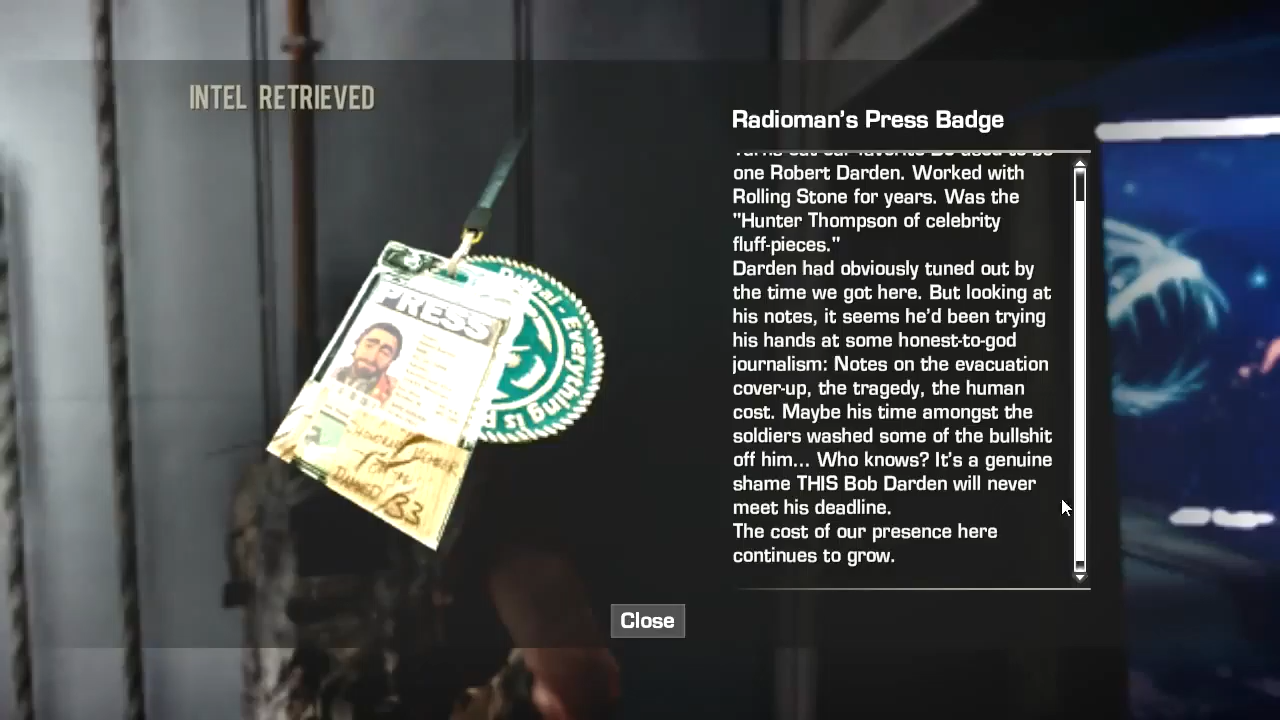 INTEL RETRIEVED
Radioman's Press Badge
one Robert Darden. Worked with
Rolling Stone for years. Was the
"Hunter Thompson of celebrity
fluff-pieces."
Darden had obviously tuned out by
the time we got here. But looking at
his notes, it seems he'd been trying
his hands at some honest-to-god
journalism: Notes on the evacuation
cover-up, the tragedy, the human
cost. Maybe his time amongst the
soldiers washed some of the bullshit
off him... Who knows? It's a genuine
shame THIS Bob Darden will never
meet his deadline.
The cost of our presence here
continues to grow.
Close
PRESS
Dubai - Everything is